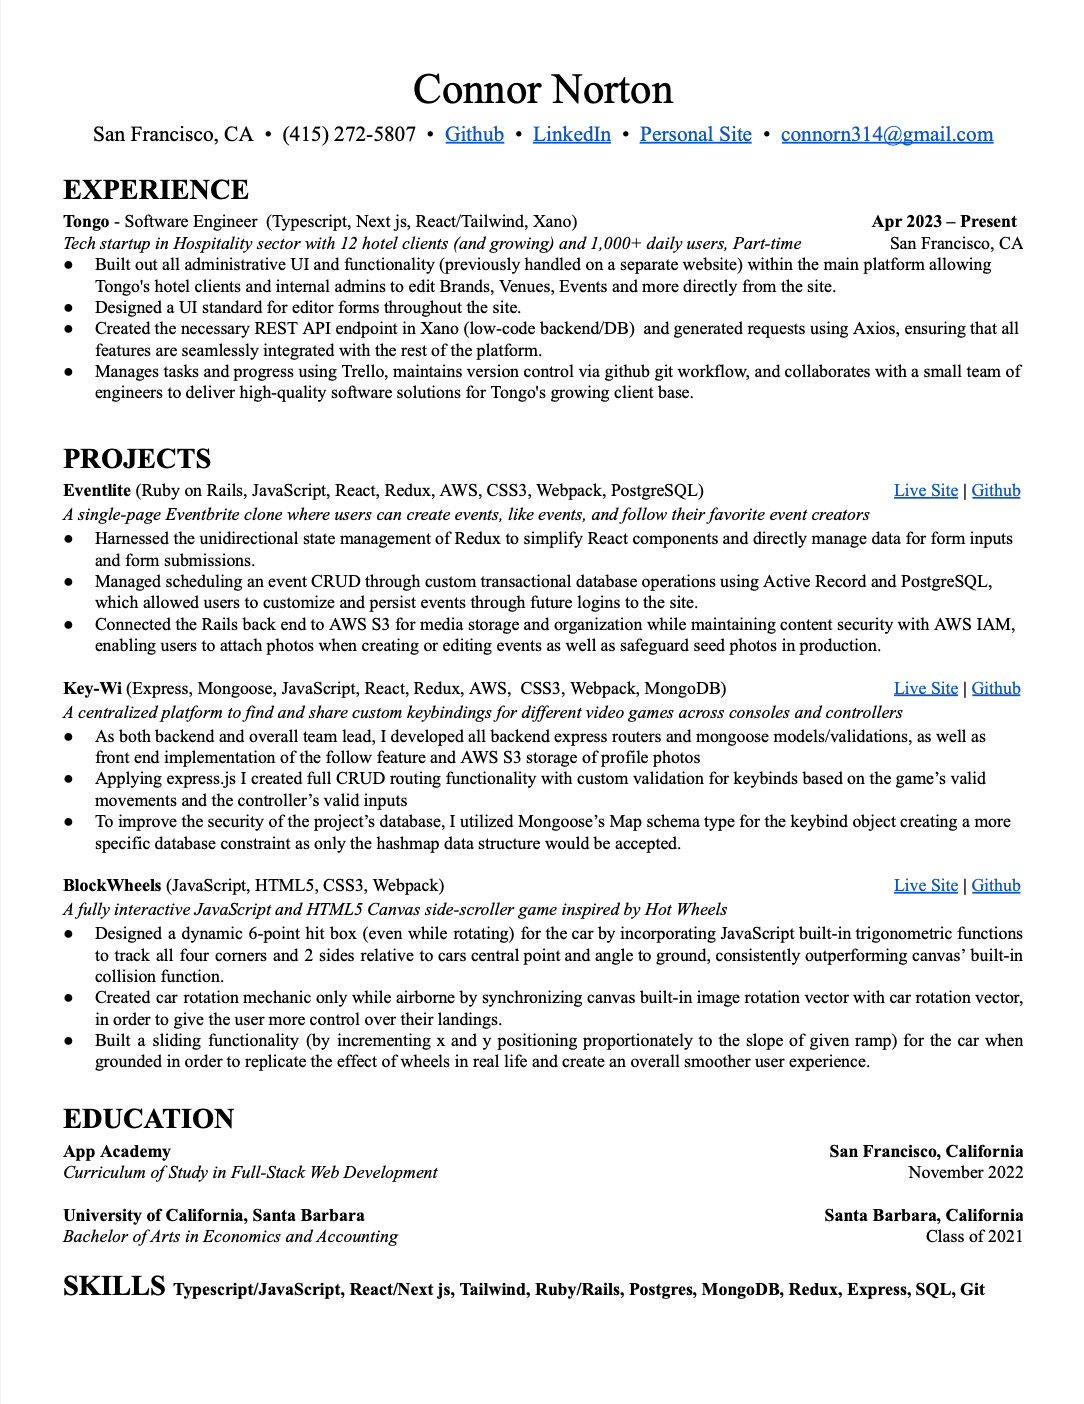 Connor Norton
San Francisco, CA • (415) 272-5807 • Github • LinkedIn • Personal Site • connorn314@gmail.com
EXPERIENCE
Tongo - Software Engineer (Typescript, Next js, React/Tailwind, Xano) Apr 2023 – Present
Tech startup in Hospitality sector with 12 hotel clients (and growing) and 1,000+ daily users, Part-time San Francisco, CA
● Built out all administrative UI and functionality (previously handled on a separate website) within the main platform allowing
Tongo's hotel clients and internal admins to edit Brands, Venues, Events and more directly from the site.
● Designed a UI standard for editor forms throughout the site.
● Created the necessary REST API endpoint in Xano (low-code backend/DB) and generated requests using Axios, ensuring that all
features are seamlessly integrated with the rest of the platform.
● Manages tasks and progress using Trello, maintains version control via github git workflow, and collaborates with a small team of
engineers to deliver high-quality software solutions for Tongo's growing client base.
PROJECTS
Eventlite (Ruby on Rails, JavaScript, React, Redux, AWS, CSS3, Webpack, PostgreSQL) Live Site | Github
A single-page Eventbrite clone where users can create events, like events, and follow their favorite event creators
● Harnessed the unidirectional state management of Redux to simplify React components and directly manage data for form inputs
and form submissions.
● Managed scheduling an event CRUD through custom transactional database operations using Active Record and PostgreSQL,
which allowed users to customize and persist events through future logins to the site.
● Connected the Rails back end to AWS S3 for media storage and organization while maintaining content security with AWS IAM,
enabling users to attach photos when creating or editing events as well as safeguard seed photos in production.
Key-Wi (Express, Mongoose, JavaScript, React, Redux, AWS, CSS3, Webpack, MongoDB) Live Site | Github
A centralized platform to find and share custom keybindings for different video games across consoles and controllers
● As both backend and overall team lead, I developed all backend express routers and mongoose models/validations, as well as
front end implementation of the follow feature and AWS S3 storage of profile photos
● Applying express.js I created full CRUD routing functionality with custom validation for keybinds based on the game’s valid
movements and the controller’s valid inputs
● To improve the security of the project’s database, I utilized Mongoose’s Map schema type for the keybind object creating a more
specific database constraint as only the hashmap data structure would be accepted.
BlockWheels (JavaScript, HTML5, CSS3, Webpack) Live Site | Github
A fully interactive JavaScript and HTML5 Canvas side-scroller game inspired by Hot Wheels
● Designed a dynamic 6-point hit box (even while rotating) for the car by incorporating JavaScript built-in trigonometric functions
to track all four corners and 2 sides relative to cars central point and angle to ground, consistently outperforming canvas’ built-in
collision function.
● Created car rotation mechanic only while airborne by synchronizing canvas built-in image rotation vector with car rotation vector,
in order to give the user more control over their landings.
● Built a sliding functionality (by incrementing x and y positioning proportionately to the slope of given ramp) for the car when
grounded in order to replicate the effect of wheels in real life and create an overall smoother user experience.
EDUCATION
App Academy San Francisco, California
Curriculum of Study in Full-Stack Web Development November 2022
University of California, Santa Barbara Santa Barbara, California
Bachelor of Arts in Economics and Accounting Class of 2021
SKILLS Typescript/JavaScript, React/Next js, Tailwind, Ruby/Rails, Postgres, MongoDB, Redux, Express, SQL, Git